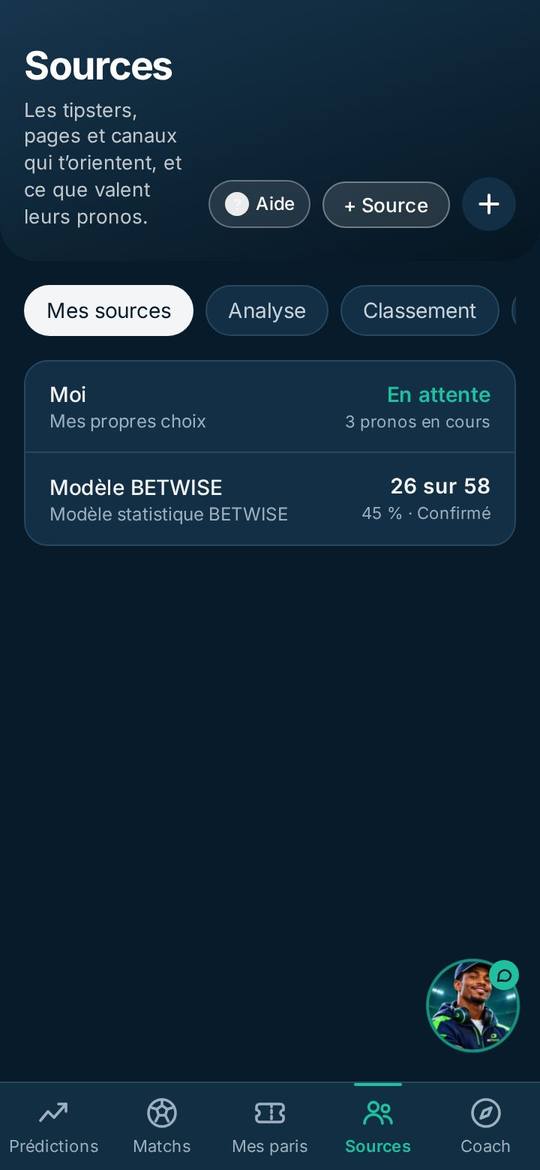 Sources
Les tipsters,
pages et canaux
qui t’orientent, et
ce que valent
leurs pronos.
? Aide
+ Source
+
Mes sources
Analyse
Classement
Moi
En attente
Mes propres choix
3 pronos en cours
Modèle BETWISE
26 sur 58
Modèle statistique BETWISE
45 % · Confirmé
Prédictions
Matchs
Mes paris
Sources
Coach